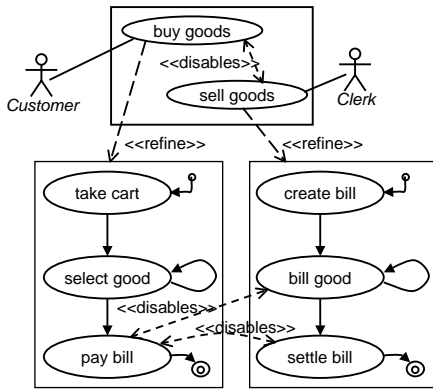 buy goods
<<disables>>
sell goods
Customer
Clerk
<<refine>>
<<refine>>
take cart
create bill
select good
bill good
<<disables>>
<<disables>>
pay bill
settle bill